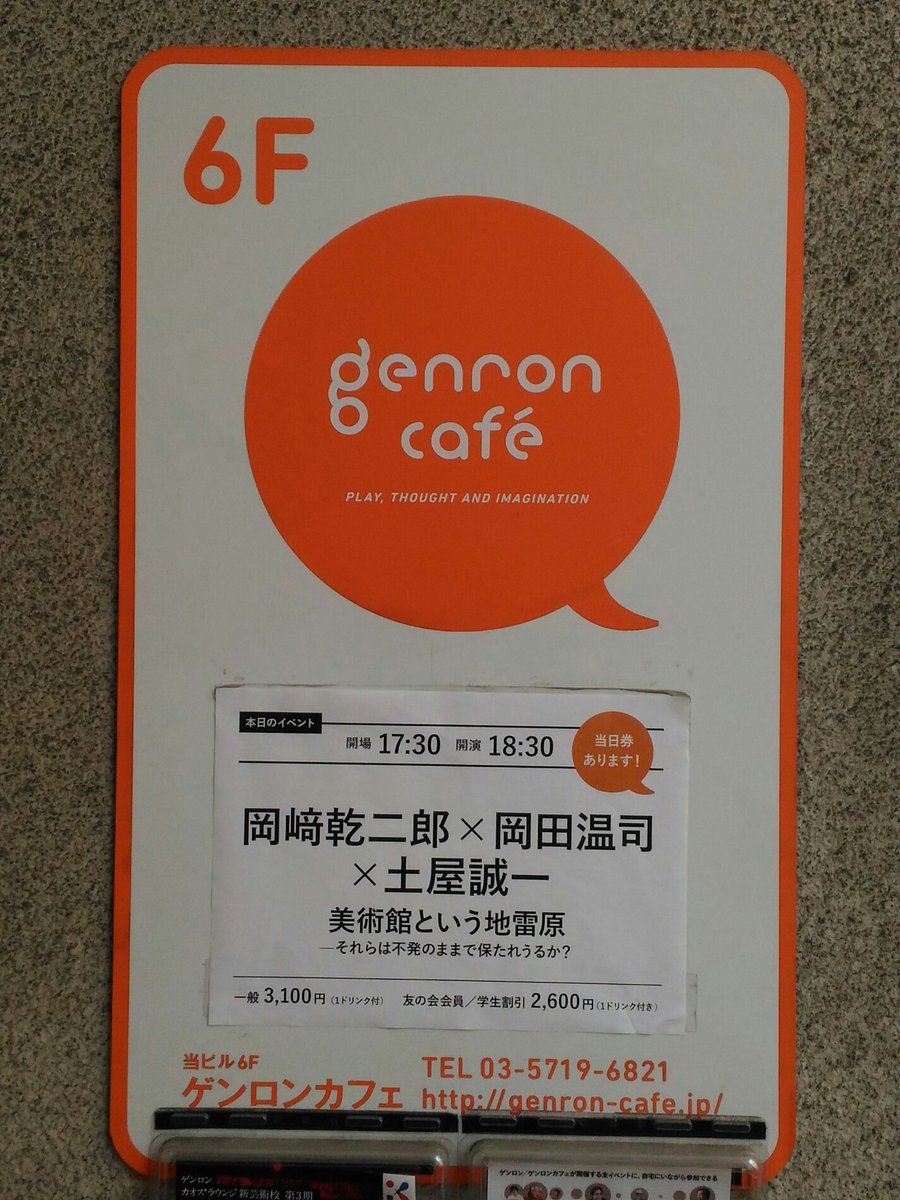 6F
genron
café
PLAY, THOUGHT AND IMAGINATION
本日のイベント
開場 17:30 開演 18:30
当日券
あります!
岡﨑乾二郎×岡田温司
×土屋誠一
美術館という地雷原
―それらは不発のままで保たれうるか?
一般 3,100円(1ドリンク付) 友の会会員/学生割引 2,600円(1ドリンク付き)
当ビル6F
ゲンロンカフェ
TEL 03-5719-6821
http://genron-cafe.jp/
ゲンロン
カオス*ラウンジ 新芸術校 第3期
ゲンロン/ゲンロンカフェが開催する全イベントに、自宅にいながら参加できる